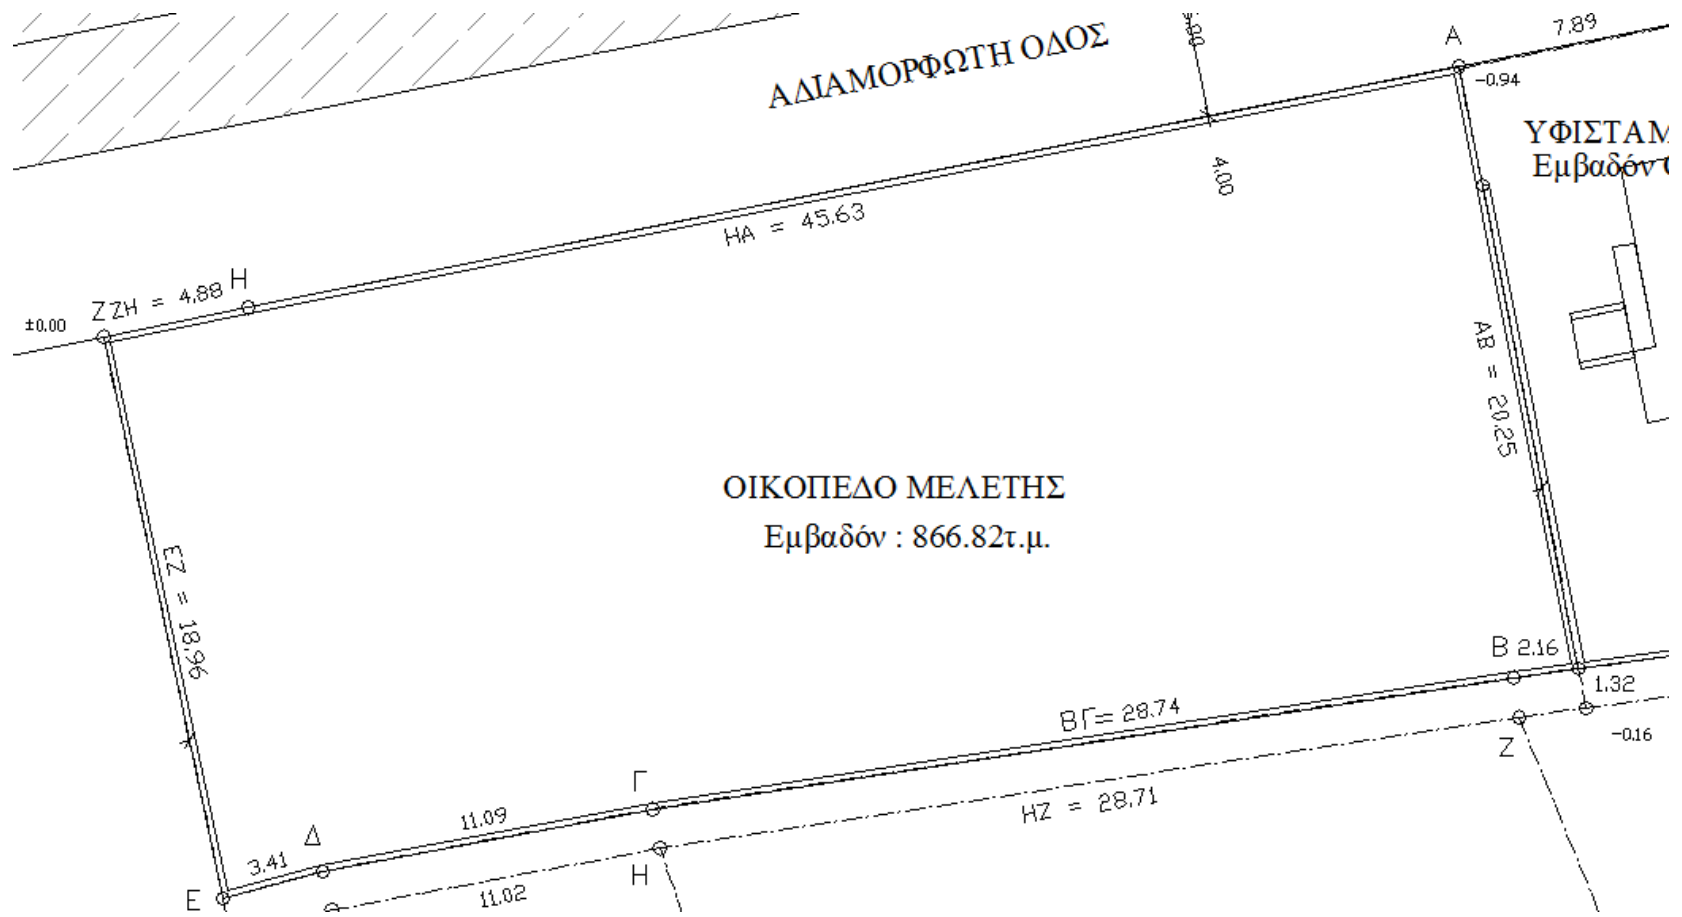 7.89
Α
ΑΔΙΑΜΟΡΦΩΤΗ ΟΔΟΣ
-0.94
ΥΦΙΣΤΑΜ
Εμβαδόν
4.00
ΗΑ = 45.63
Η
ΖΗ = 4.88
Ζ
±0.00
ΑΒ = 20.25
ΟΙΚΟΠΕΔΟ ΜΕΛΕΤΗΣ
Εμβαδόν : 866.82τ.μ.
ΕΖ = 18.96
Β 2.16
1.32
ΒΓ= 28.74
-0.16
Ζ
Γ
ΗΖ = 28.71
11.09
Δ
3.41
Η
Ε
11.02